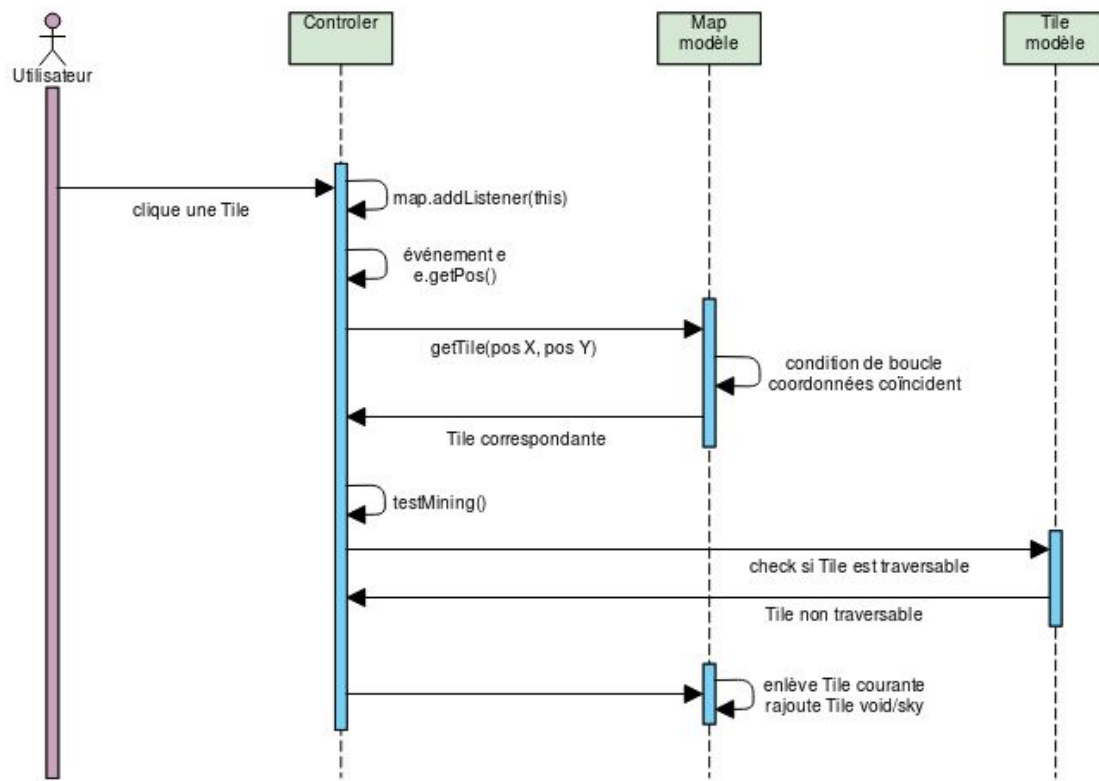 Utilisateur
Controler
Map
modèle
Tile
modèle
clique une Tile
map.addListener(this)
événement e
e.getPos()
getTile(pos X, pos Y)
condition de boucle
coordonnées coïncident
Tile correspondante
testMining()
check si Tile est traversable
Tile non traversable
enlève Tile courante
rajoute Tile void/sky